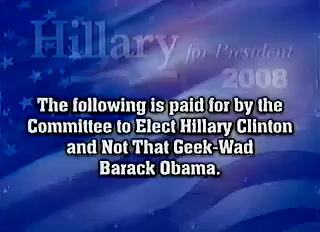 Hillary for President
2008
The following is paid for by the
Committee to Elect Hillary Clinton
and Not That Geek-Wad
Barack Obama.